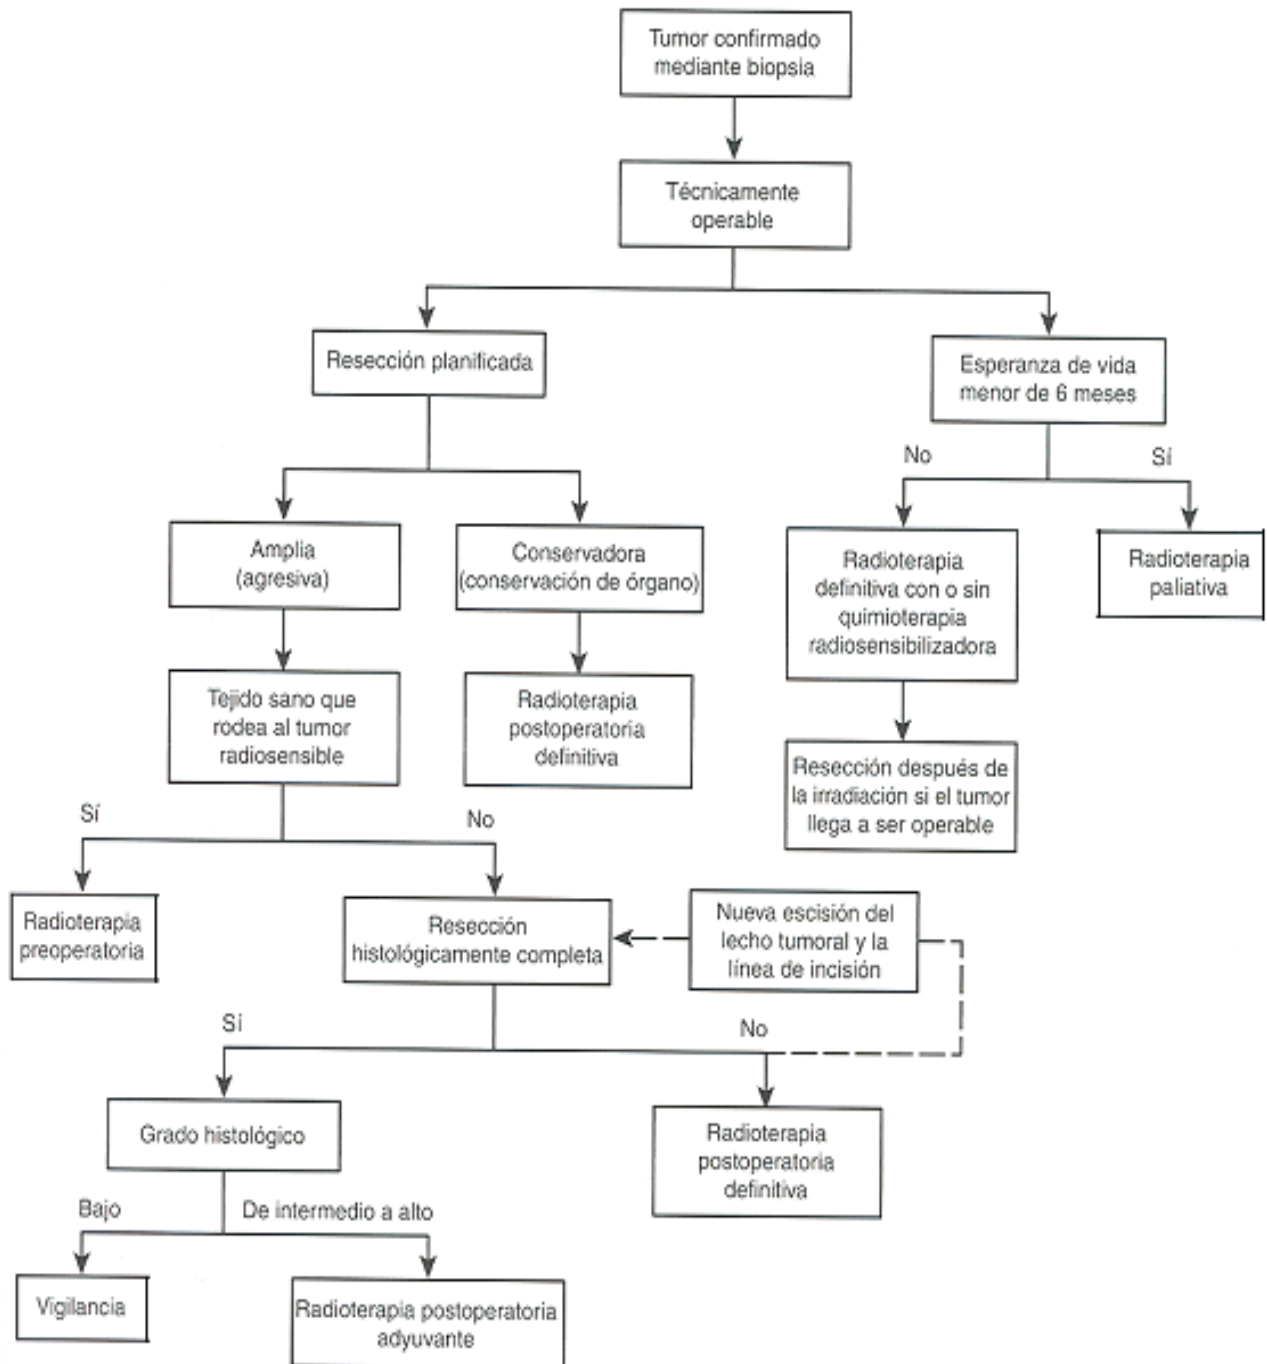 Tumor confirmado
mediante biopsia
Técnicamente
operable
Resección planificada
Esperanza de vida
menor de 6 meses
No
Sí
Amplia
(agresiva)
Conservadora
(conservación de órgano)
Radioterapia
definitiva con o sin
quimioterapia
radiosensibilizadora
Radioterapia
paliativa
Tejido sano que
rodea al tumor
radiosensible
Radioterapia
postoperatoria
definitiva
Resección después de
la irradiación si el tumor
llega a ser operable
Sí
No
Radioterapia
preoperatoria
Resección
histológicamente completa
Nueva escisión del
lecho tumoral y la
línea de incisión
Sí
No
Grado histológico
Radioterapia
postoperatoria
definitiva
Bajo
De intermedio a alto
Vigilancia
Radioterapia postoperatoria
adyuvante